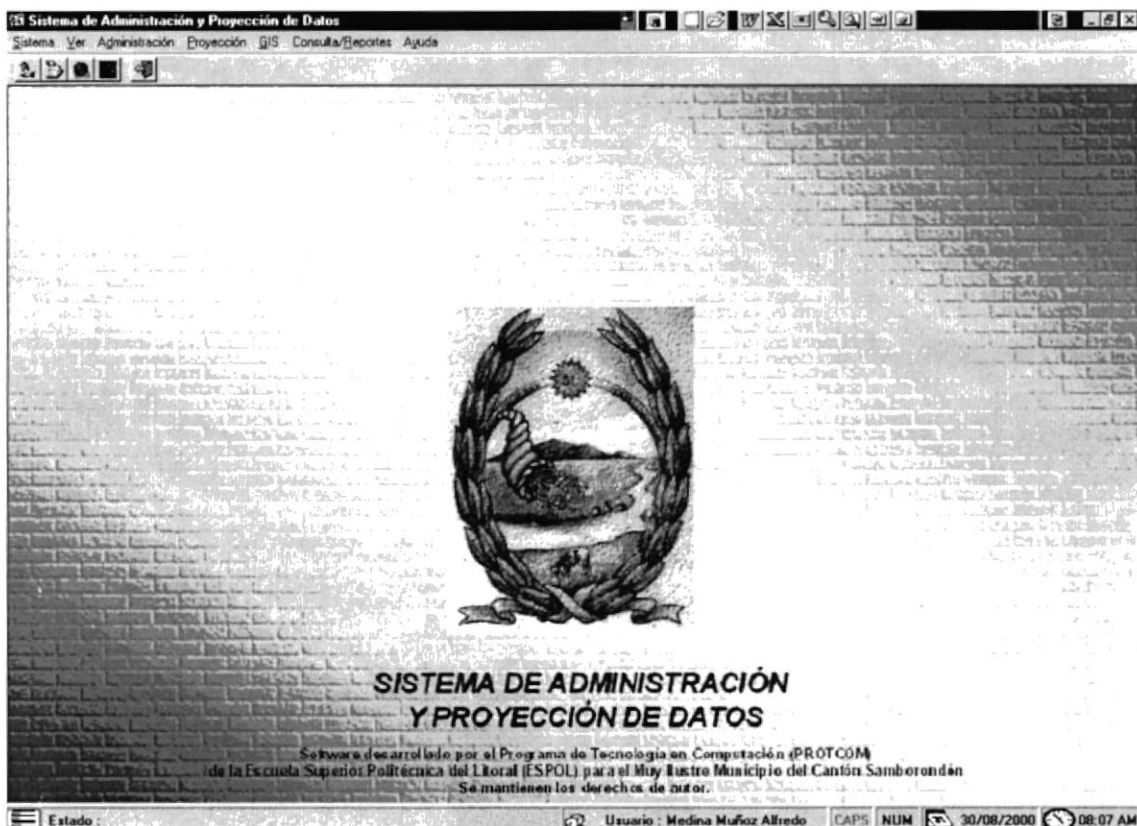 Sistema de Administración y Proyección de Datos
Sistema Ver Administración Proyección GIS Consulta/Reportes Ayuda
SISTEMA DE ADMINISTRACIÓN
Y PROYECCIÓN DE DATOS
Software desarrollado por el Programa de Tecnología en Computación (PROTCOM)
de la Escuela Superior Politécnica del Litoral (ESPOL) para el Muy Ilustre Municipio del Cantón Samborondón
Se mantienen los derechos de autor.
Estado : Usuario : Medina Muñoz Alfredo CAPS NUM 30/08/2000 08:07 AM